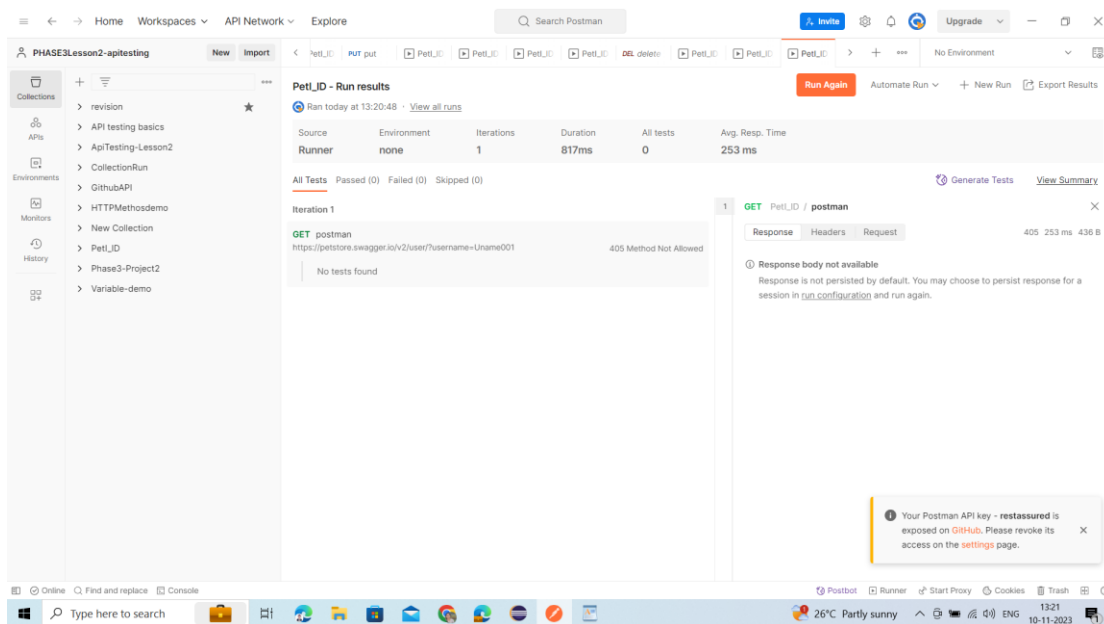 Home Workspaces API Network Explore Search Postman Invite Upgrade
PHASE3Lesson2-apitesting New Import PUT put PetI_ID PetI_ID PetI_ID PetI_ID DEL delete PetI_ID PetI_ID PetI_ID No Environment
Collections
APIs
Environments
Monitors
History
revision
API testing basics
ApiTesting-Lesson2
CollectionRun
GithubAPI
HTTPMethosdemo
New Collection
PetI_ID
Phase3-Project2
Variable-demo
PetI_ID - Run results
Run Again Automate Run + New Run Export Results
Ran today at 13:20:48 · View all runs
Source Environment Iterations Duration All tests Avg. Resp. Time
Runner none 1 817ms 0 253 ms
All Tests Passed (0) Failed (0) Skipped (0) Generate Tests View Summary
Iteration 1
GET postman
https://petstore.swagger.io/v2/user/?username=Uname001 405 Method Not Allowed
No tests found
1 GET PetI_ID / postman
Response Headers Request 405 253 ms 436 B
Response body not available
Response is not persisted by default. You may choose to persist response for a
session in run configuration and run again.
Your Postman API key - restassured is
exposed on GitHub. Please revoke its
access on the settings page.
Online Find and replace Console Postbot Runner Start Proxy Cookies Trash
Type here to search 26°C Partly sunny ENG 13:21
10-11-2023